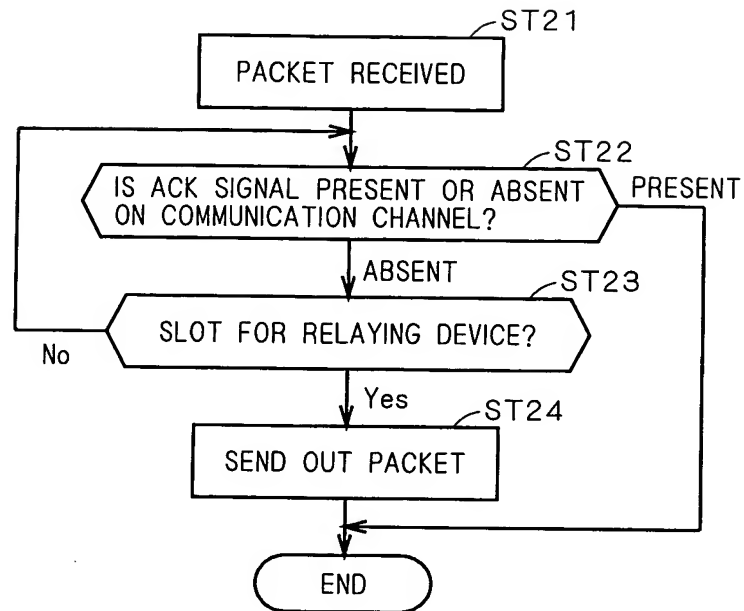 ST21
PACKET RECEIVED
ST22
IS ACK SIGNAL PRESENT OR ABSENT
ON COMMUNICATION CHANNEL?
PRESENT
ABSENT
ST23
SLOT FOR RELAYING DEVICE?
No
Yes
ST24
SEND OUT PACKET
END